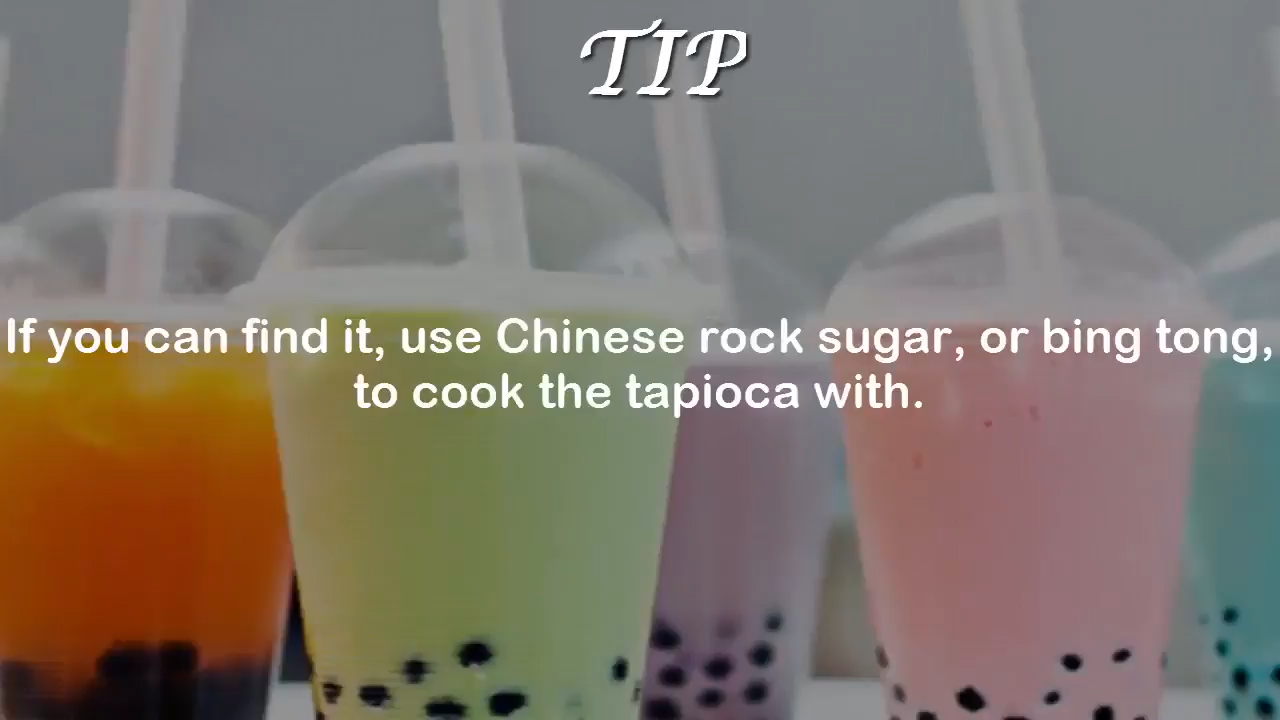 TIP
If you can find it, use Chinese rock sugar, or bing tong,
to cook the tapioca with.